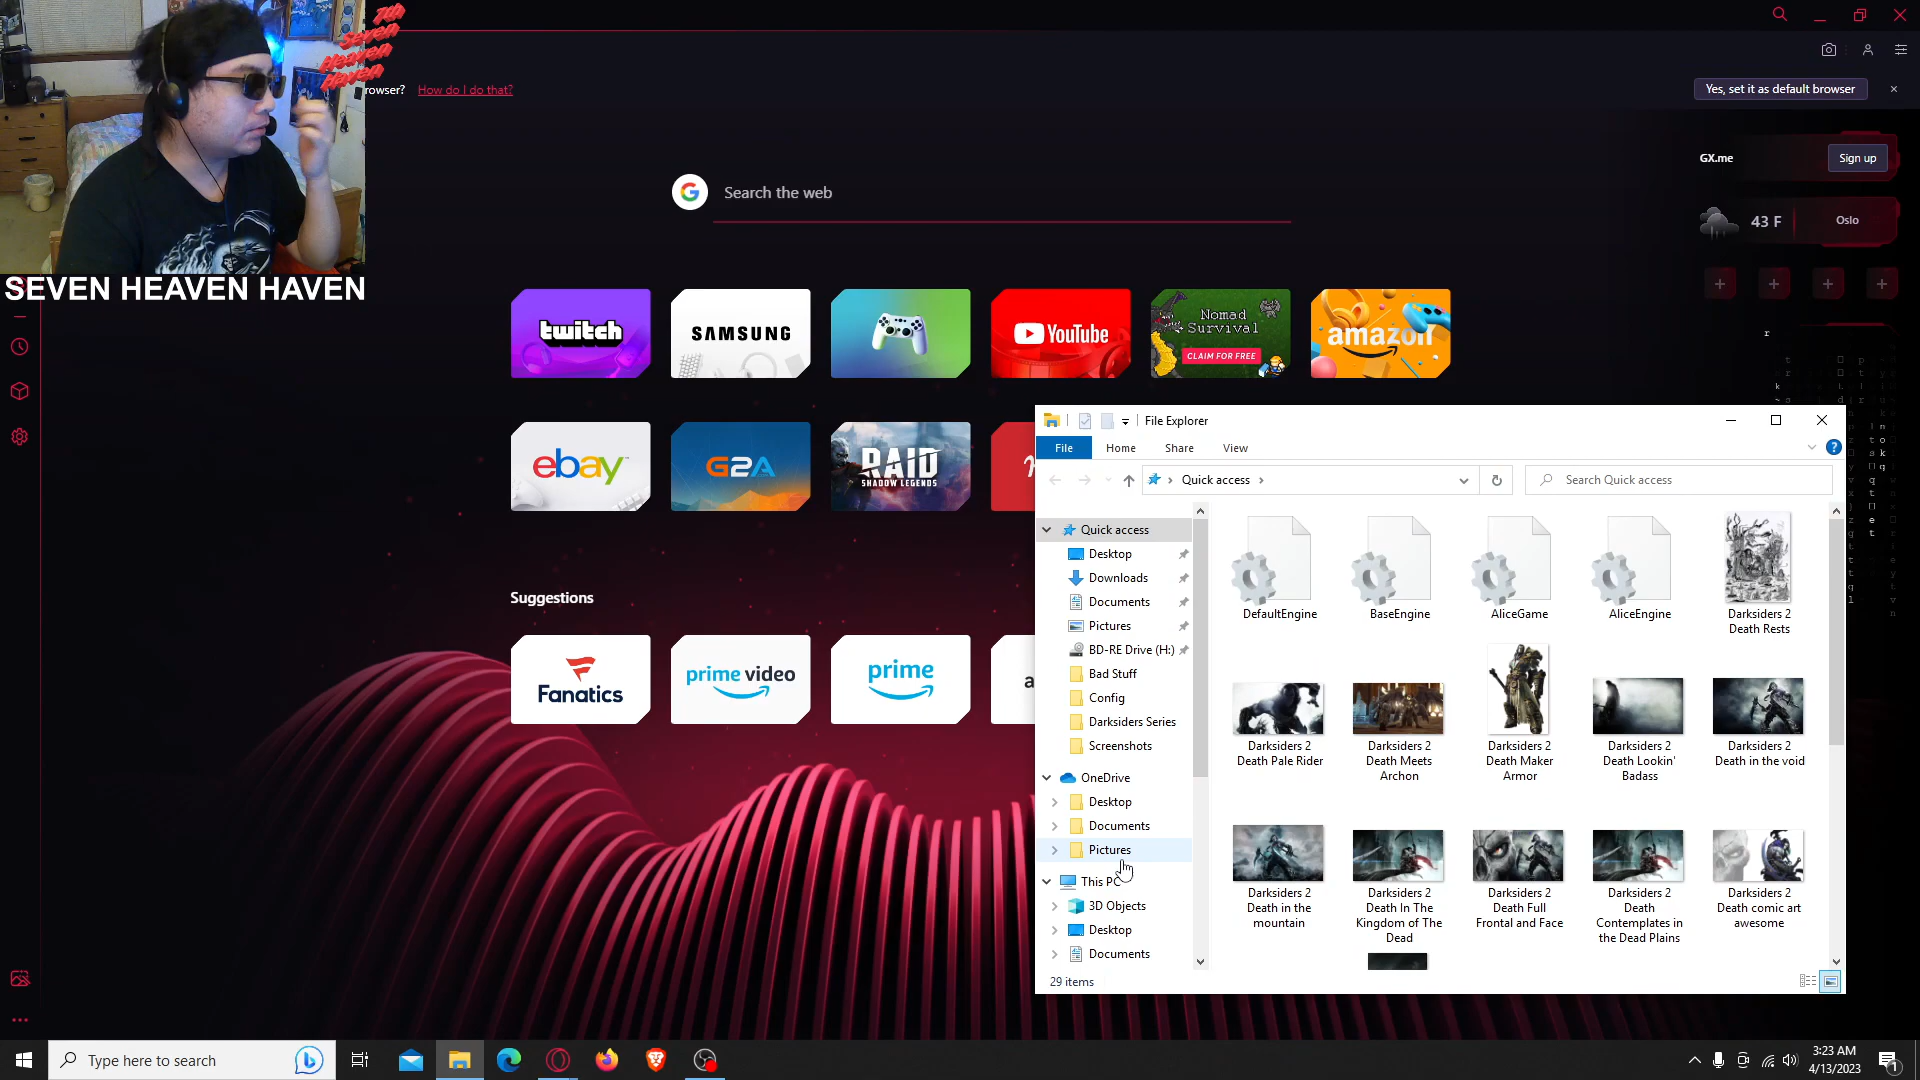 7th
Seven
Heaven
Haven
SEVEN HEAVEN HAVEN
rowser? How do I do that?
Yes, set it as default browser
GX.me
Sign up
43 F
Oslo
Search the web
twitch
SAMSUNG
YouTube
Nomad
Survival
CLAIM FOR FREE
amazon
ebay
G2A
RAID
SHADOW LEGENDS
Suggestions
Fanatics
prime video
prime
a
File Explorer
File
Home
Share
View
Quick access
Search Quick access
Quick access
Desktop
Downloads
Documents
Pictures
BD-RE Drive (H:)
Bad Stuff
Config
Darksiders Series
Screenshots
OneDrive
Desktop
Documents
Pictures
This PC
3D Objects
Desktop
Documents
DefaultEngine
BaseEngine
AliceGame
AliceEngine
Darksiders 2
Death Rests
Darksiders 2
Death Pale Rider
Darksiders 2
Death Meets
Archon
Darksiders 2
Death Maker
Armor
Darksiders 2
Death Lookin'
Badass
Darksiders 2
Death in the void
Darksiders 2
Death in the
mountain
Darksiders 2
Death In The
Kingdom of The
Dead
Darksiders 2
Death Full
Frontal and Face
Darksiders 2
Death
Contemplates in
the Dead Plains
Darksiders 2
Death comic art
awesome
29 items
Type here to search
3:23 AM
4/13/2023
1